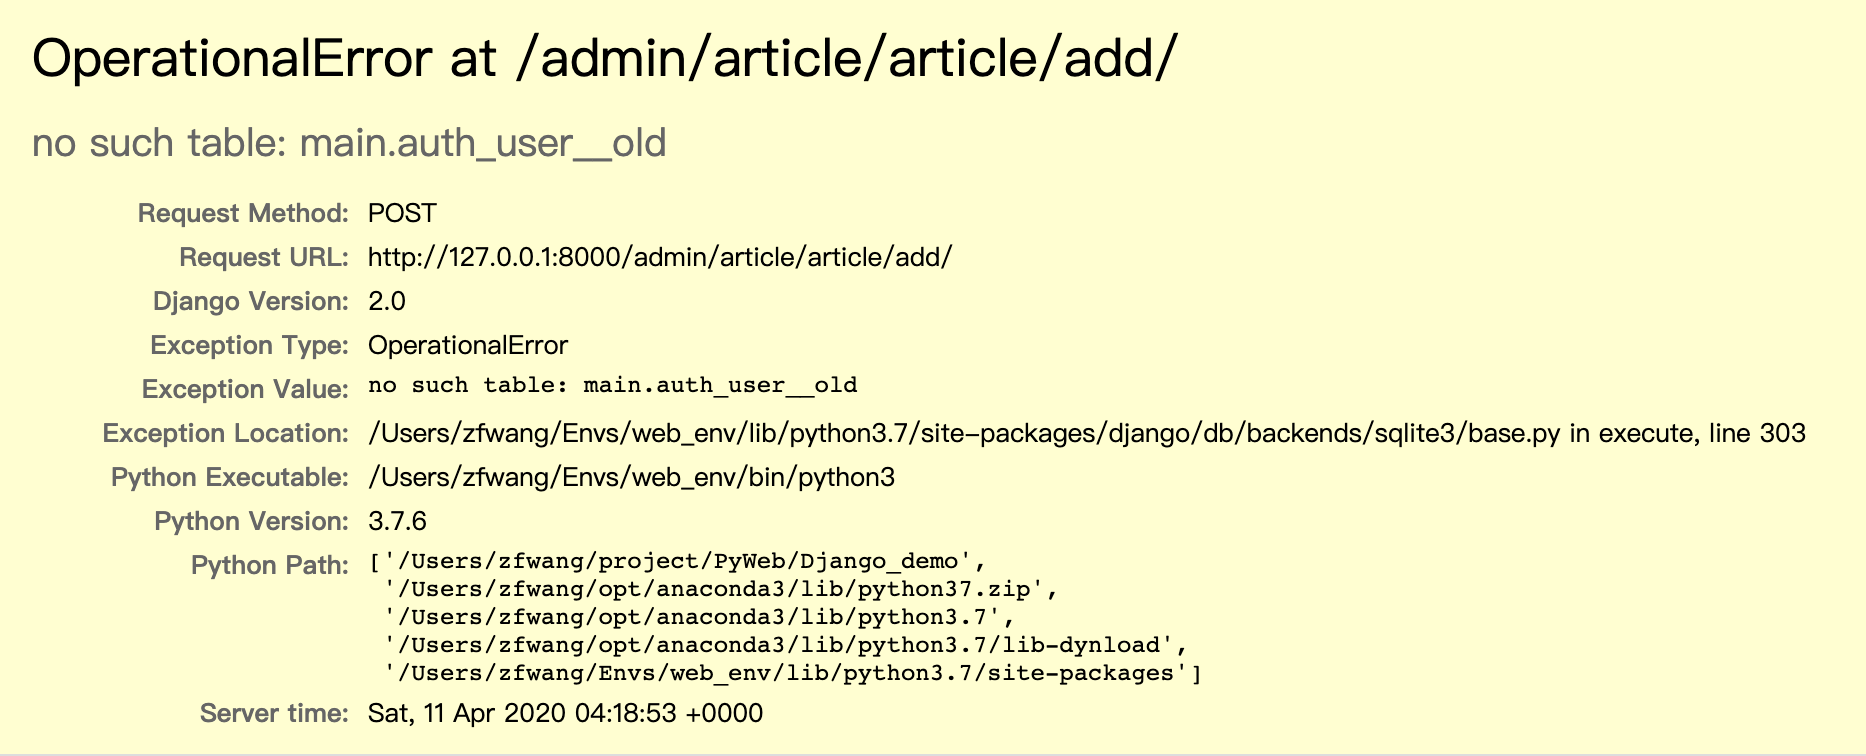 OperationalError at /admin/article/article/add/
no such table: main.auth_user__old
Request Method: POST
Request URL: http://127.0.0.1:8000/admin/article/article/add/
Django Version: 2.0
Exception Type: OperationalError
Exception Value: no such table: main.auth_user__old
Exception Location: /Users/zfwang/Envs/web_env/lib/python3.7/site-packages/django/db/backends/sqlite3/base.py in execute, line 303
Python Executable: /Users/zfwang/Envs/web_env/bin/python3
Python Version: 3.7.6
Python Path: ['/Users/zfwang/project/PyWeb/Django_demo',
'/Users/zfwang/opt/anaconda3/lib/python37.zip',
'/Users/zfwang/opt/anaconda3/lib/python3.7',
'/Users/zfwang/opt/anaconda3/lib/python3.7/lib-dynload',
'/Users/zfwang/Envs/web_env/lib/python3.7/site-packages']
Server time: Sat, 11 Apr 2020 04:18:53 +0000